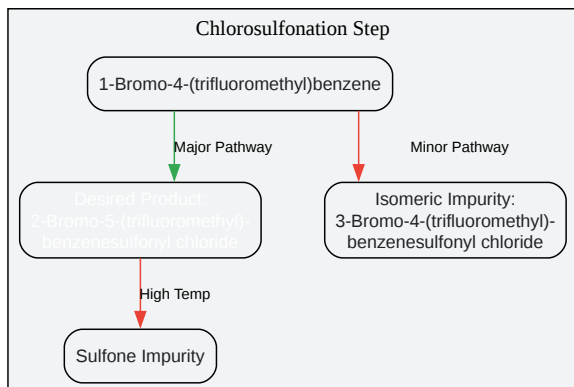 Chlorosulfonation Step
1-Bromo-4-(trifluoromethyl)benzene
Major Pathway
Minor Pathway
Desired Product:
2-Bromo-5-(trifluoromethyl)-
benzenesulfonyl chloride
Isomeric Impurity:
3-Bromo-4-(trifluoromethyl)-
benzenesulfonyl chloride
High Temp
Sulfone Impurity